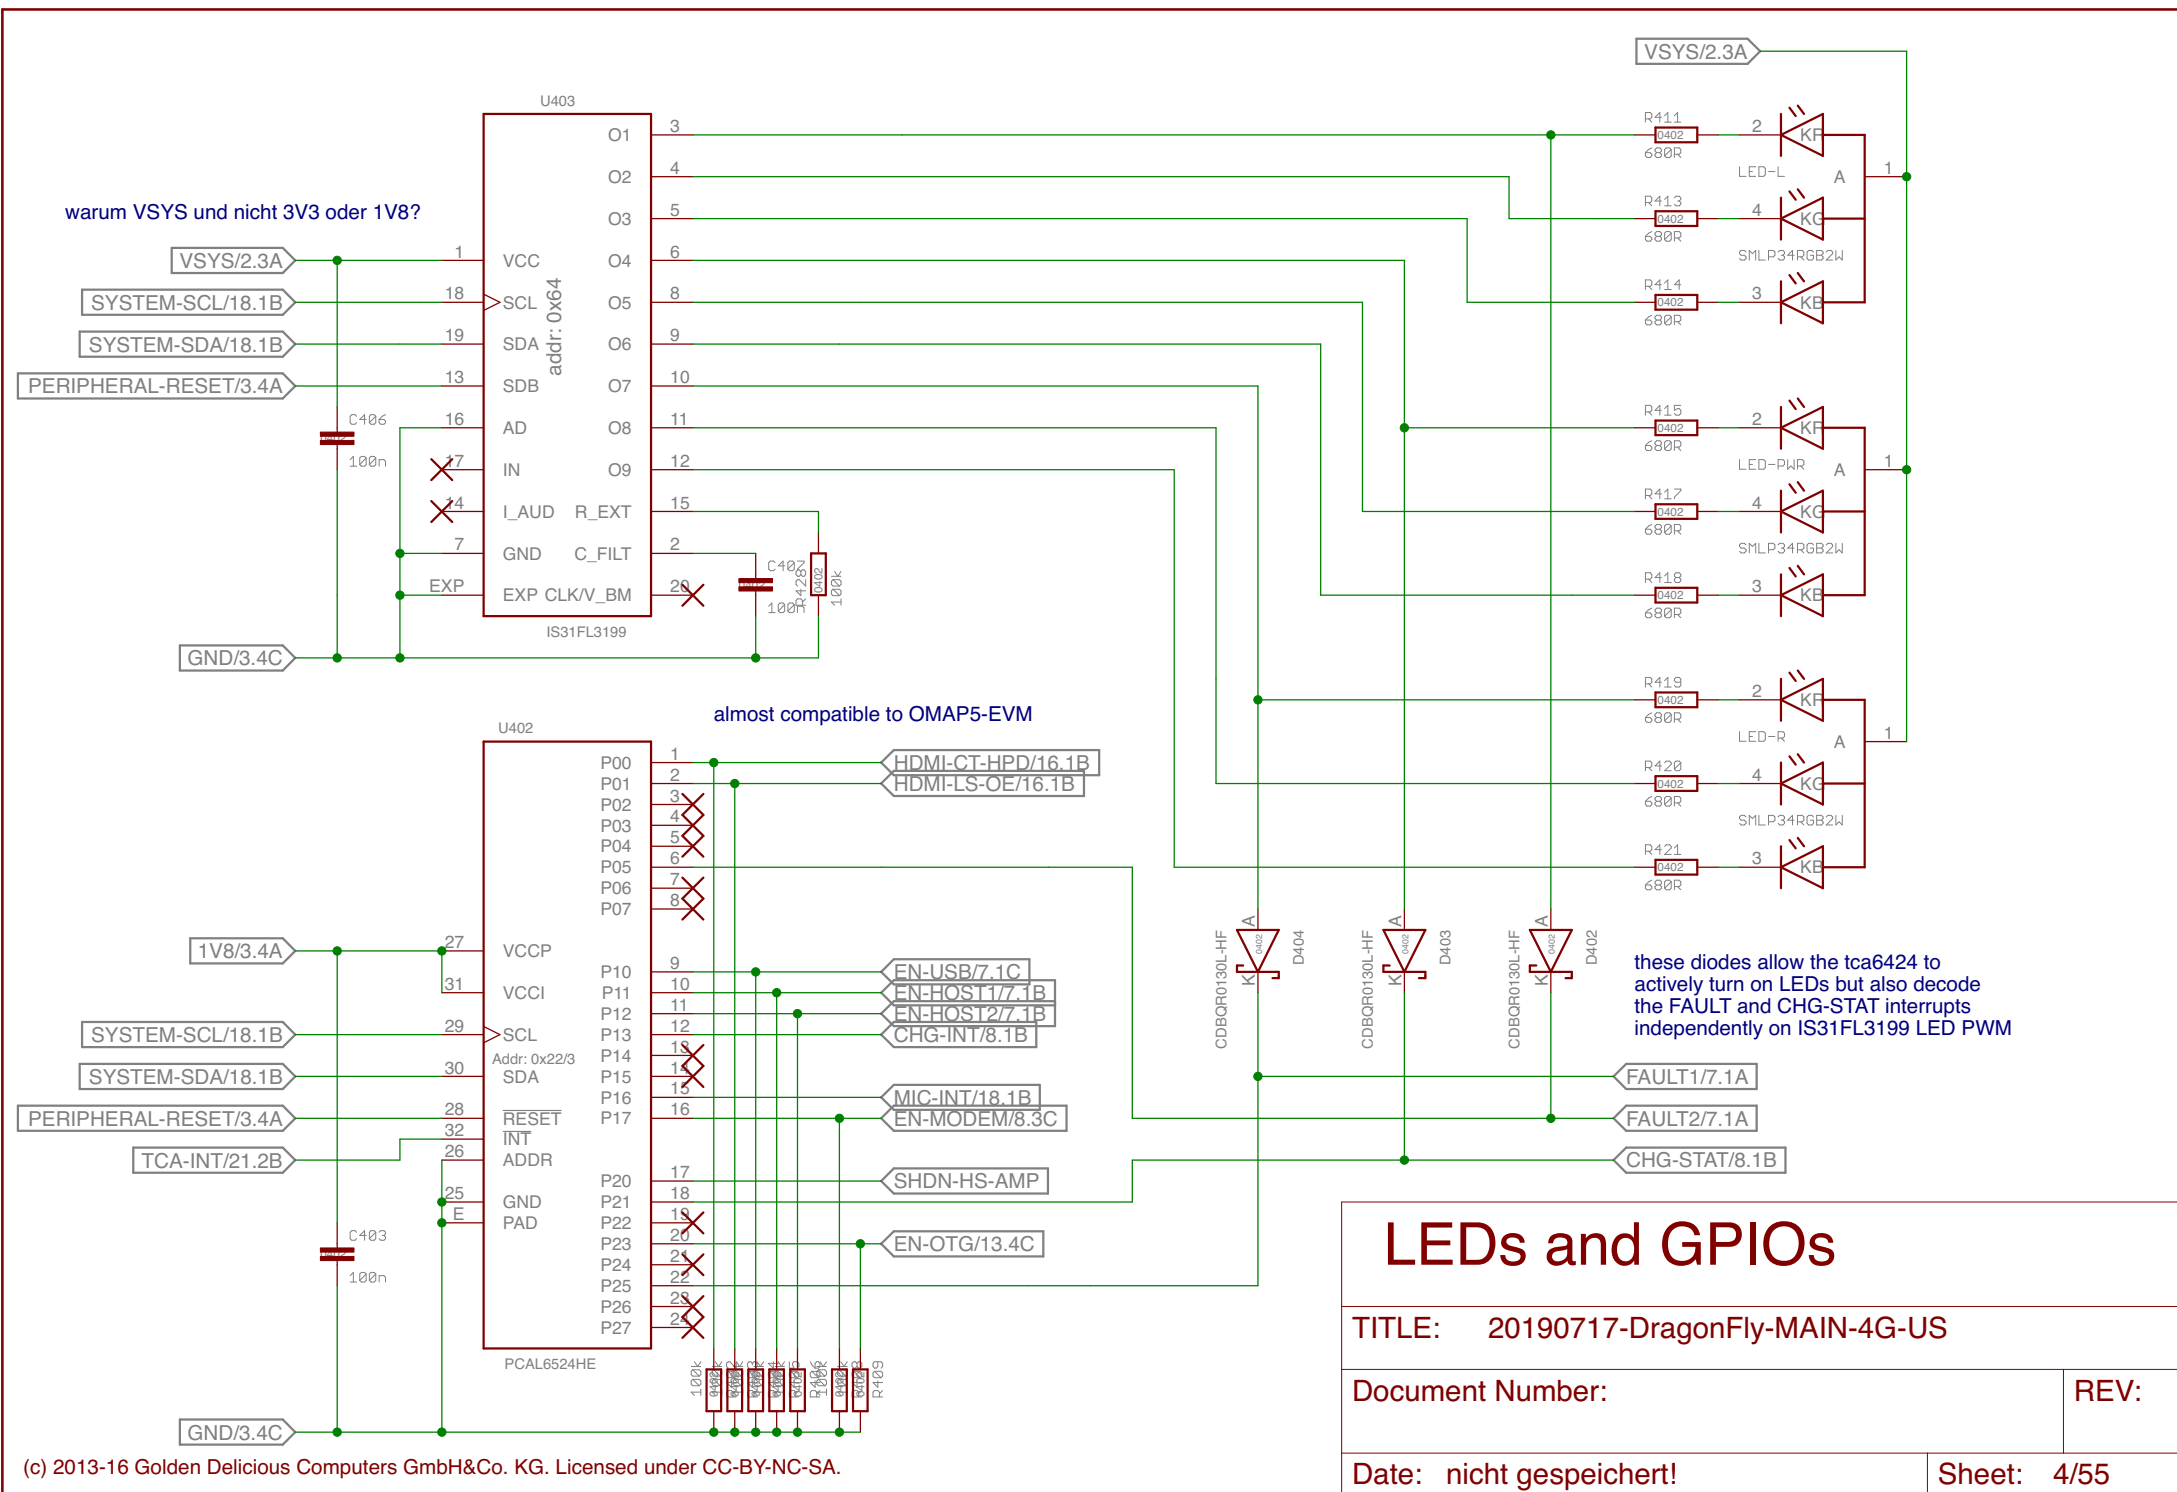 VSYS/2.3A
U403
warum VSYS und nicht 3V3 oder 1V8?
VSYS/2.3A
SYSTEM-SCL/18.1B
SYSTEM-SDA/18.1B
PERIPHERAL-RESET/3.4A
GND/3.4C
C406
100n
1 VCC
18 SCL
19 SDA
13 SDB
16 AD
17 IN
14 I_AUD
7 GND
EXP EXP
addr: 0x64
O1 3
O2 4
O3 5
O4 6
O5 8
O6 9
O7 10
O8 11
O9 12
R_EXT 15
C_FILT 2
CLK/V_BM 20
IS31FL3199
C407
100n
R428
0402
100k
R411
0402
680R
R413
0402
680R
R414
0402
680R
2
4
3
KG
KB
LED-L
A
1
SMLP34RGB2W
R415
0402
680R
R417
0402
680R
R418
0402
680R
2
4
3
KG
KB
LED-PWR
A
1
SMLP34RGB2W
R419
0402
680R
R420
0402
680R
R421
0402
680R
2
4
3
KG
KB
LED-R
A
1
SMLP34RGB2W
almost compatible to OMAP5-EVM
U402
1V8/3.4A
SYSTEM-SCL/18.1B
SYSTEM-SDA/18.1B
PERIPHERAL-RESET/3.4A
TCA-INT/21.2B
GND/3.4C
C403
100n
27 VCCP
31 VCCI
29 SCL
Addr: 0x22/3
30 SDA
28 RESET
32 INT
26 ADDR
25 GND
E PAD
P00 1 HDMI-CT-HPD/16.1B
P01 2 HDMI-LS-OE/16.1B
P02 3
P03 4
P04 5
P05 6
P06 7
P07 8
P10 9 EN-USB/7.1C
P11 10 EN-HOST1/7.1B
P12 11 EN-HOST2/7.1B
P13 12 CHG-INT/8.1B
P14 13
P15 14
P16 15 MIC-INT/18.1B
P17 16 EN-MODEM/8.3C
P20 17 SHDN-HS-AMP
P21 18
P22 19
P23 20 EN-OTG/13.4C
P24 21
P25 22
P26 23
P27 24
PCAL6524HE
100k
R409
CDBQR0130L-HF
A
0402
K
D404
CDBQR0130L-HF
A
0402
K
D403
CDBQR0130L-HF
A
0402
K
D402
these diodes allow the tca6424 to
actively turn on LEDs but also decode
the FAULT and CHG-STAT interrupts
independently on IS31FL3199 LED PWM
FAULT1/7.1A
FAULT2/7.1A
CHG-STAT/8.1B
LEDs and GPIOs
TITLE: 20190717-DragonFly-MAIN-4G-US
Document Number:
REV:
Date: nicht gespeichert!
Sheet: 4/55
(c) 2013-16 Golden Delicious Computers GmbH&Co. KG. Licensed under CC-BY-NC-SA.